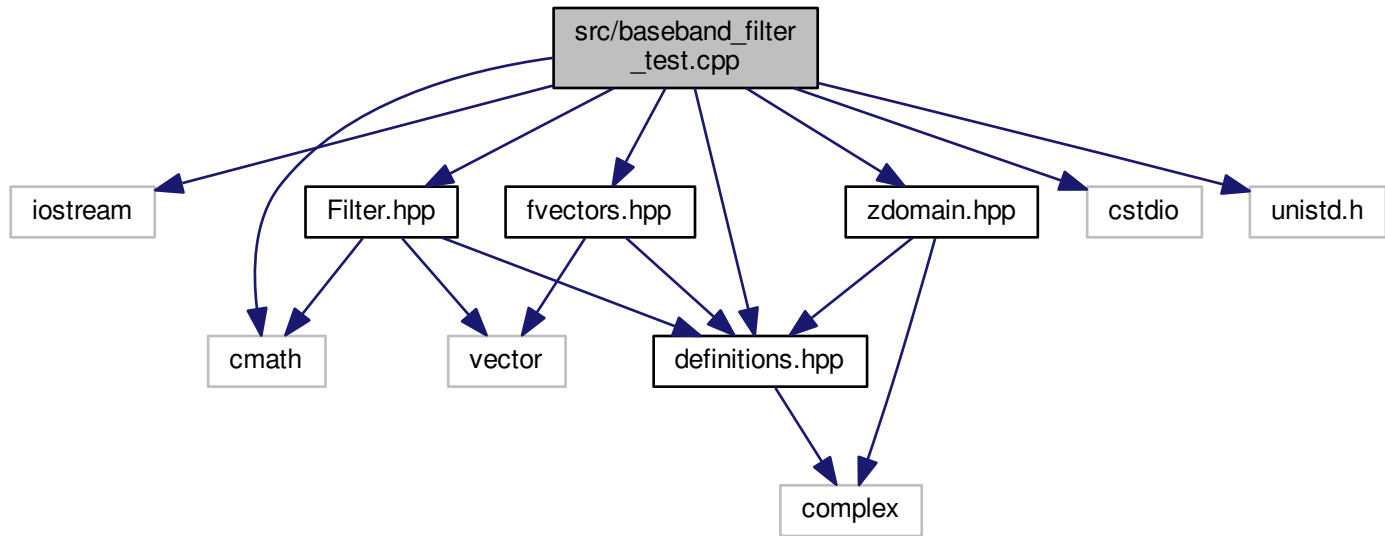 src/baseband_filter
_test.cpp
iostream
Filter.hpp
fvectors.hpp
zdomain.hpp
cstdio
unistd.h
cmath
vector
definitions.hpp
complex